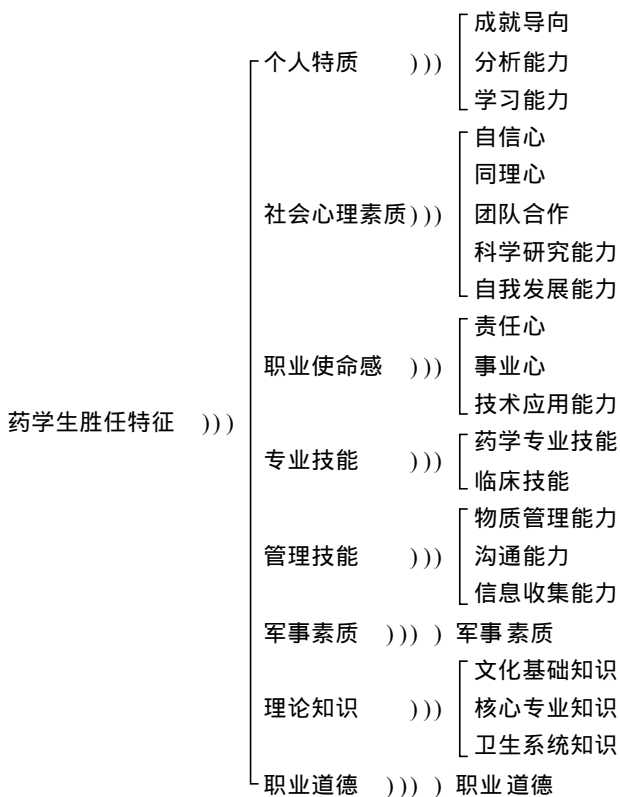 成就导向
个人特质 ))) 分析能力
学习能力
自信心
同理心
社会心理素质))) 团队合作
科学研究能力
自我发展能力
责任心
职业使命感 ))) 事业心
技术应用能力
药学生胜任特征 )))
药学专业技能
专业技能 )))
临床技能
物质管理能力
管理技能 ))) 沟通能力
信息收集能力
军事素质 ))) ) 军事素质
文化基础知识
理论知识 ))) 核心专业知识
卫生系统知识
职业道德 ))) ) 职业道德